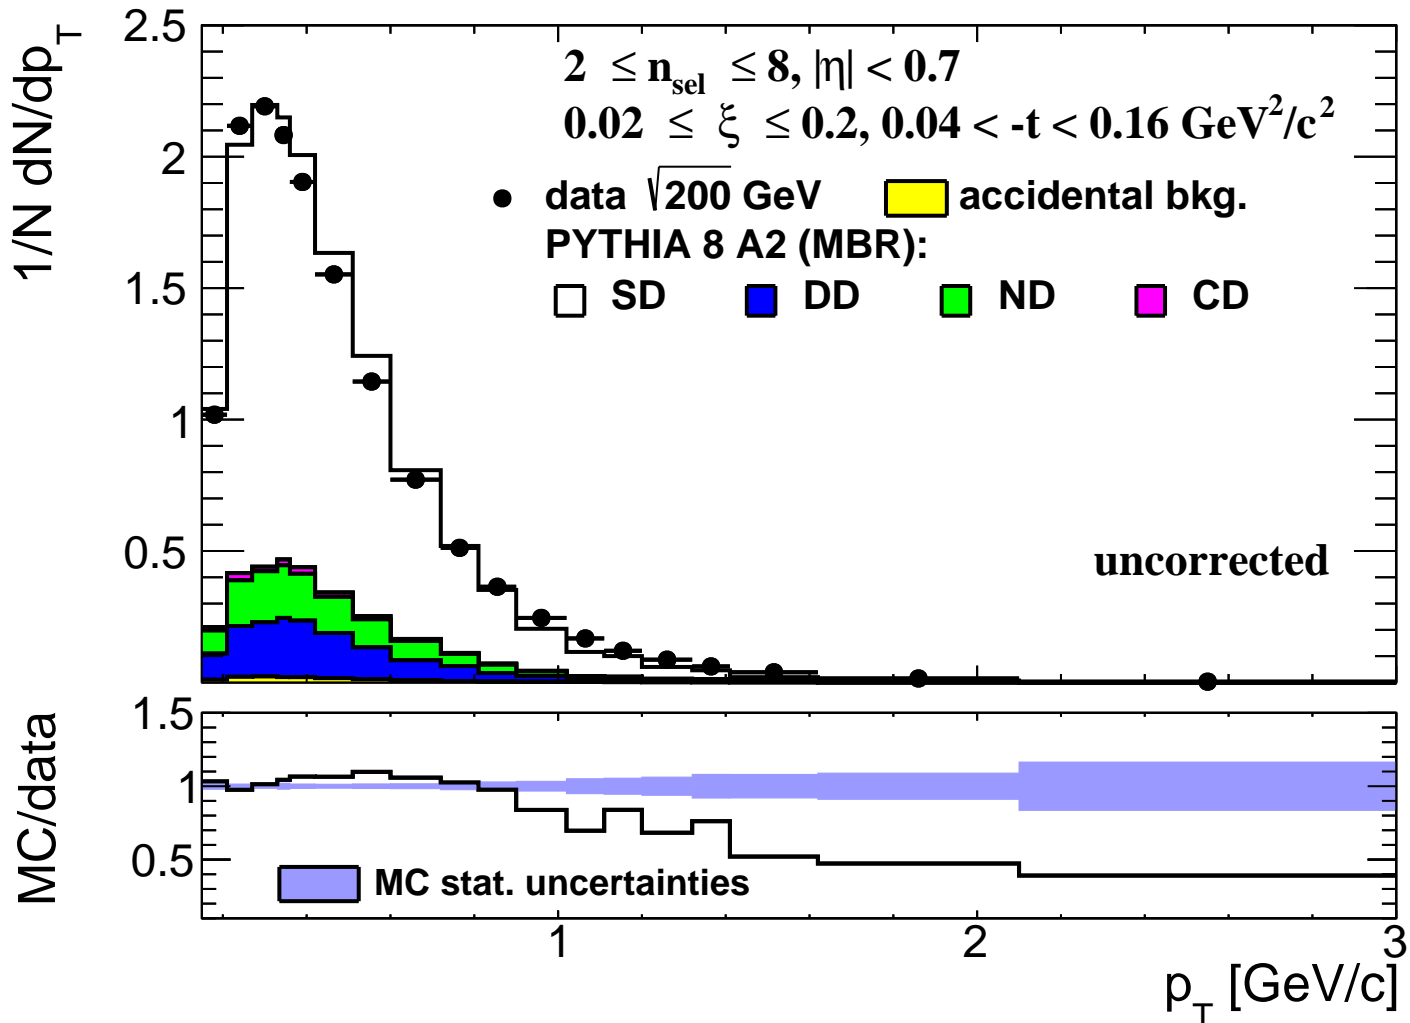 1/N dN/dp_T
2.5
2
1.5
1
0.5
2 ≤ n_sel ≤ 8, |η| < 0.7
0.02 ≤ ξ ≤ 0.2, 0.04 < -t < 0.16 GeV²/c²
data √200 GeV accidental bkg.
PYTHIA 8 A2 (MBR):
SD DD ND CD
uncorrected
MC/data
1.5
1
0.5
MC stat. uncertainties
1 2 3
p_T [GeV/c]